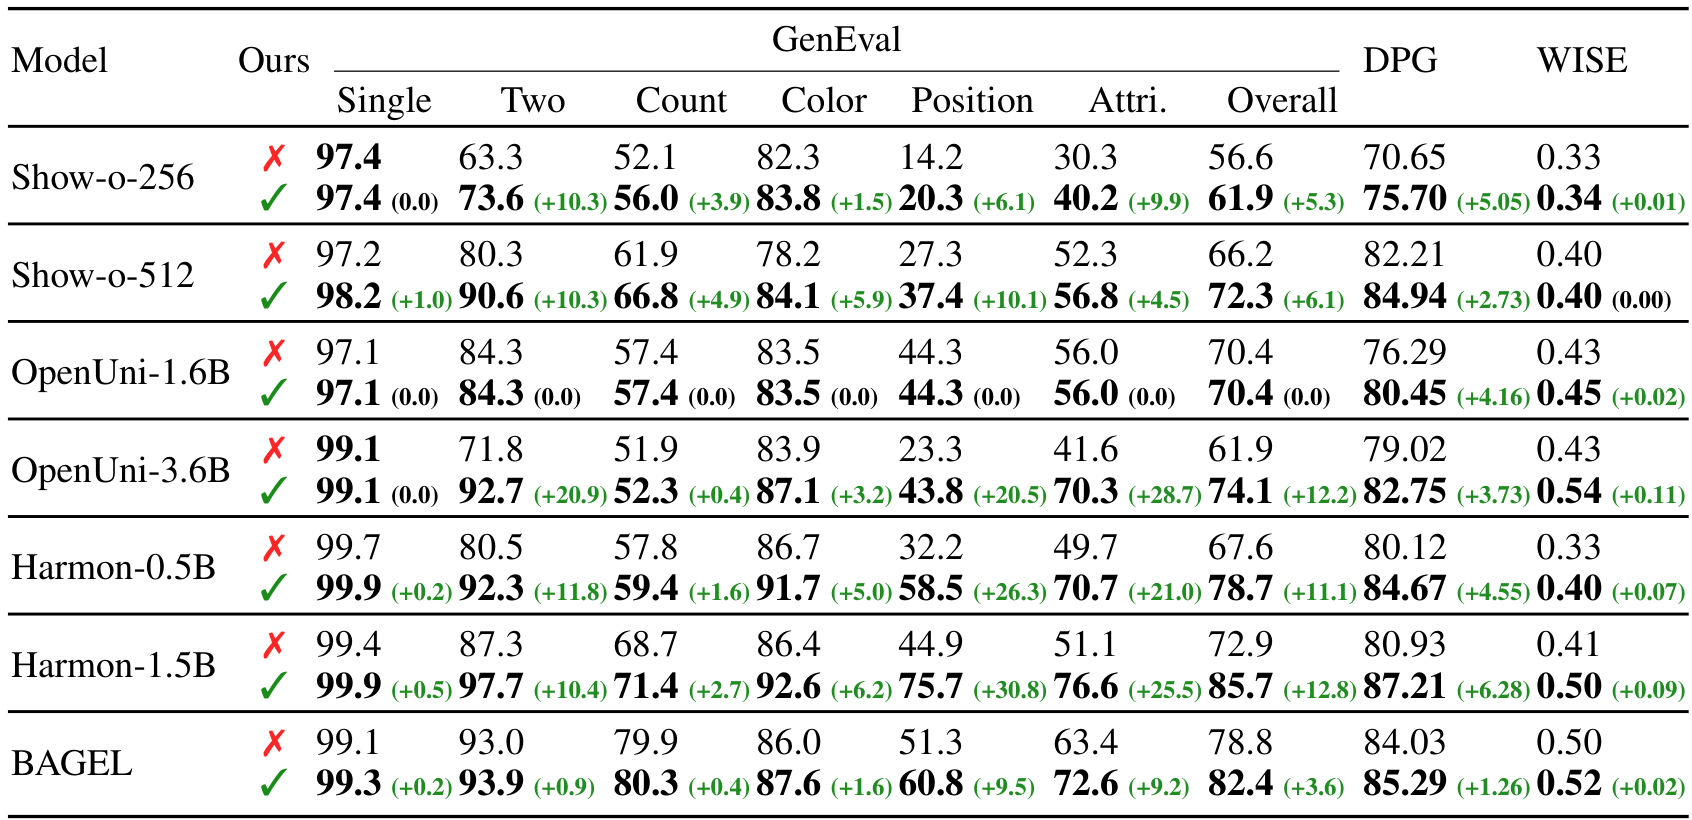 Model Ours GenEval DPG WISE
Single Two Count Color Position Attri. Overall
Show-o-256
✗ 97.4 63.3 52.1 82.3 14.2 30.3 56.6 70.65 0.33
✓ 97.4 (0.0) 73.6 (+10.3) 56.0 (+3.9) 83.8 (+1.5) 20.3 (+6.1) 40.2 (+9.9) 61.9 (+5.3) 75.70 (+5.05) 0.34 (+0.01)
Show-o-512
✗ 97.2 80.3 61.9 78.2 27.3 52.3 66.2 82.21 0.40
✓ 98.2 (+1.0) 90.6 (+10.3) 66.8 (+4.9) 84.1 (+5.9) 37.4 (+10.1) 56.8 (+4.5) 72.3 (+6.1) 84.94 (+2.73) 0.40 (0.00)
OpenUni-1.6B
✗ 97.1 84.3 57.4 83.5 44.3 56.0 70.4 76.29 0.43
✓ 97.1 (0.0) 84.3 (0.0) 57.4 (0.0) 83.5 (0.0) 44.3 (0.0) 56.0 (0.0) 70.4 (0.0) 80.45 (+4.16) 0.45 (+0.02)
OpenUni-3.6B
✗ 99.1 71.8 51.9 83.9 23.3 41.6 61.9 79.02 0.43
✓ 99.1 (0.0) 92.7 (+20.9) 52.3 (+0.4) 87.1 (+3.2) 43.8 (+20.5) 70.3 (+28.7) 74.1 (+12.2) 82.75 (+3.73) 0.54 (+0.11)
Harmon-0.5B
✗ 99.7 80.5 57.8 86.7 32.2 49.7 67.6 80.12 0.33
✓ 99.9 (+0.2) 92.3 (+11.8) 59.4 (+1.6) 91.7 (+5.0) 58.5 (+26.3) 70.7 (+21.0) 78.7 (+11.1) 84.67 (+4.55) 0.40 (+0.07)
Harmon-1.5B
✗ 99.4 87.3 68.7 86.4 44.9 51.1 72.9 80.93 0.41
✓ 99.9 (+0.5) 97.7 (+10.4) 71.4 (+2.7) 92.6 (+6.2) 75.7 (+30.8) 76.6 (+25.5) 85.7 (+12.8) 87.21 (+6.28) 0.50 (+0.09)
BAGEL
✗ 99.1 93.0 79.9 86.0 51.3 63.4 78.8 84.03 0.50
✓ 99.3 (+0.2) 93.9 (+0.9) 80.3 (+0.4) 87.6 (+1.6) 60.8 (+9.5) 72.6 (+9.2) 82.4 (+3.6) 85.29 (+1.26) 0.52 (+0.02)